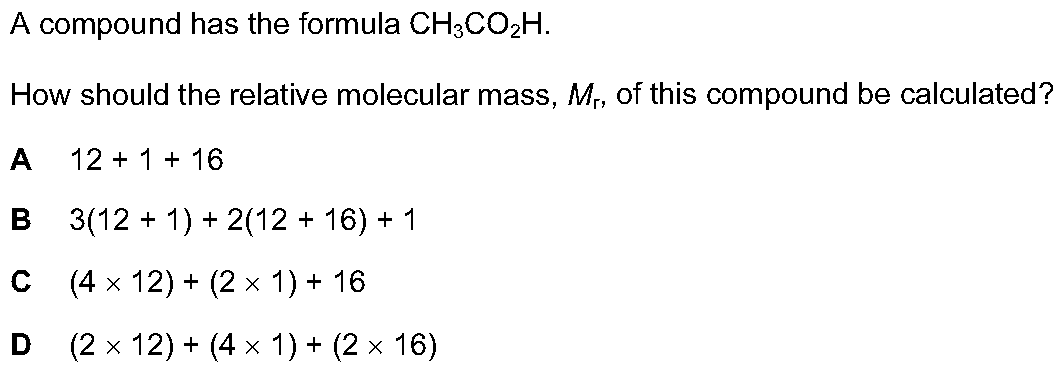 A compound has the formula CH₃CO₂H.
How should the relative molecular mass, Mᵣ, of this compound be calculated?
A 12 + 1 + 16
B 3(12 + 1) + 2(12 + 16) + 1
C (4 × 12) + (2 × 1) + 16
D (2 × 12) + (4 × 1) + (2 × 16)